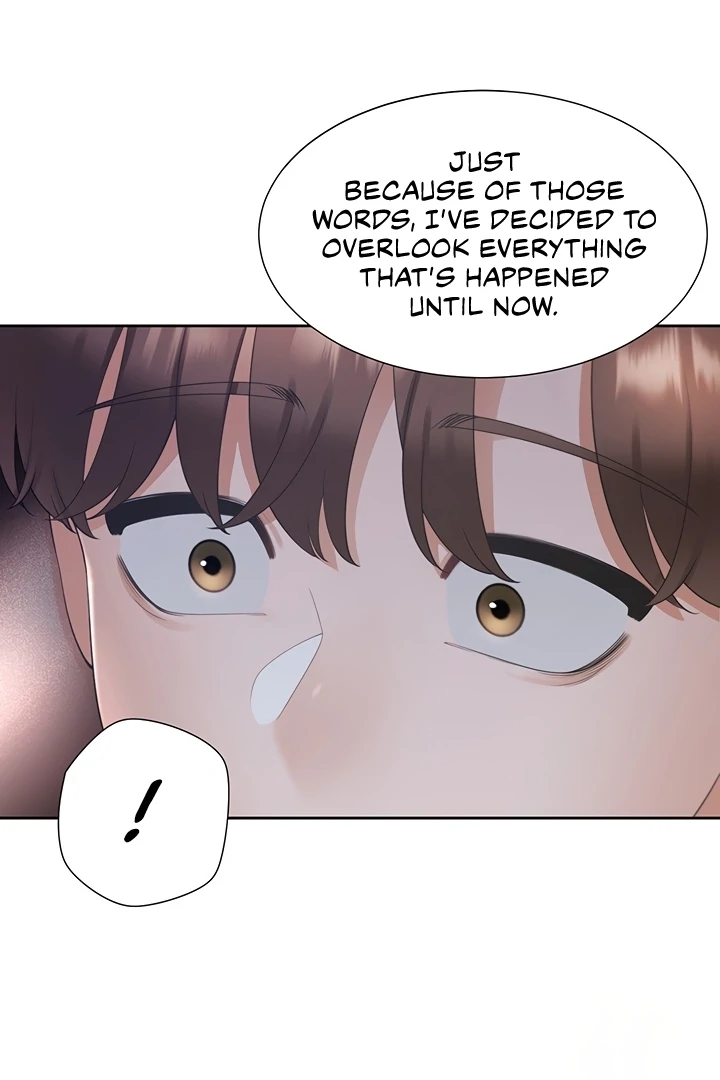 JUST
BECAUSE OF THOSE
WORDS, I'VE DECIDED TO
OVERLOOK EVERYTHING
THAT'S HAPPENED
UNTIL NOW.
!